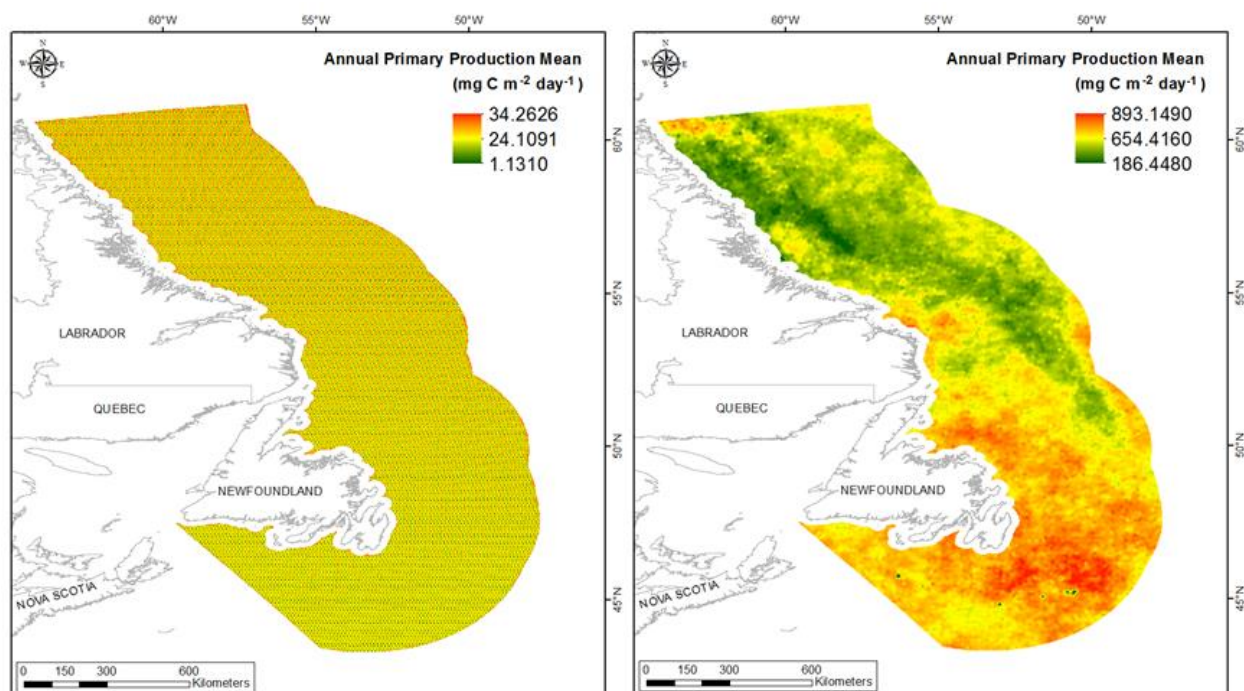 60°W 55°W 50°W
N
W E
S
Annual Primary Production Mean
(mg C m-2 day-1)
34.2626
24.1091
1.1310
60°N
55°N
50°N
45°N
LABRADOR
QUEBEC
NEWFOUNDLAND
NOVA SCOTIA
0 150 300 600
Kilometers
60°W 55°W 50°W
N
W E
S
Annual Primary Production Mean
(mg C m-2 day-1)
893.1490
654.4160
186.4480
60°N
55°N
50°N
45°N
LABRADOR
QUEBEC
NEWFOUNDLAND
NOVA SCOTIA
0 150 300 600
Kilometers